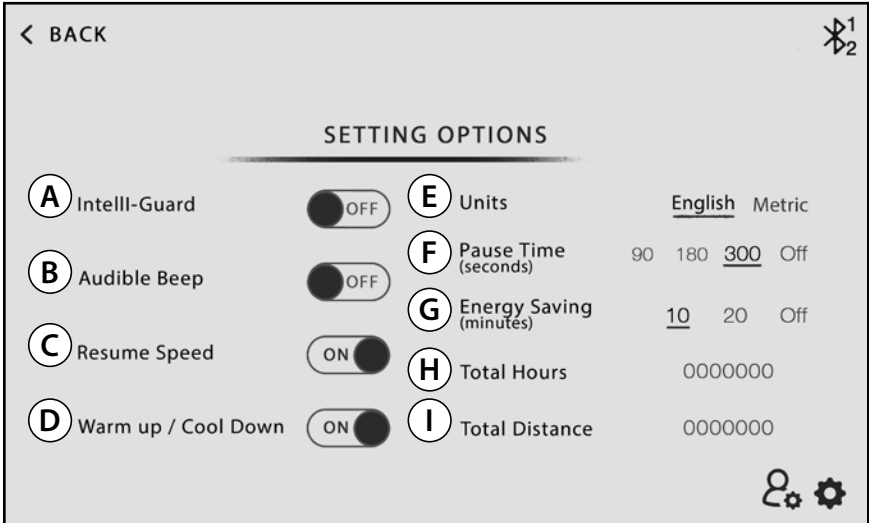 < BACK
1
2
SETTING OPTIONS
A IntellI-Guard OFF
B Audible Beep OFF
C Resume Speed ON
D Warm up / Cool Down ON
E Units English Metric
F Pause Time 90 180 300 Off
(seconds)
G Energy Saving 10 20 Off
(minutes)
H Total Hours 0000000
I Total Distance 0000000